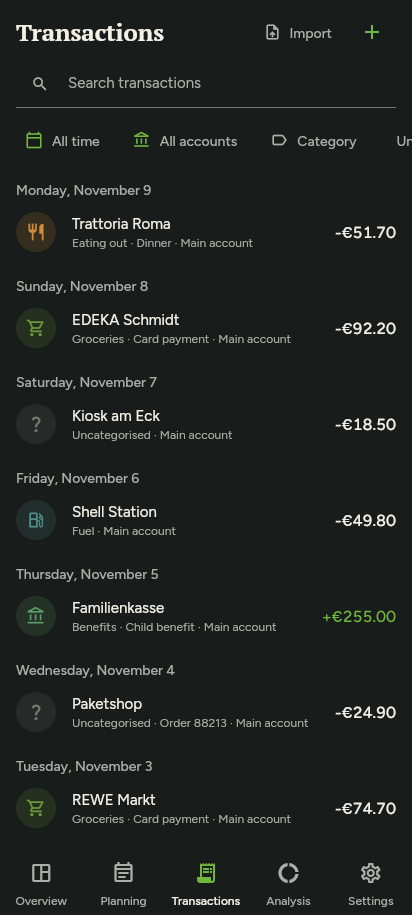 Transactions
Import
Search transactions
All time
All accounts
Category
Monday, November 9
Trattoria Roma
-€51.70
Eating out · Dinner · Main account
Sunday, November 8
EDEKA Schmidt
-€92.20
Groceries · Card payment · Main account
Saturday, November 7
Kiosk am Eck
-€18.50
Uncategorised · Main account
Friday, November 6
Shell Station
-€49.80
Fuel · Main account
Thursday, November 5
Familienkasse
+€255.00
Benefits · Child benefit · Main account
Wednesday, November 4
Paketshop
-€24.90
Uncategorised · Order 88213 · Main account
Tuesday, November 3
REWE Markt
-€74.70
Groceries · Card payment · Main account
Overview
Planning
Transactions
Analysis
Settings